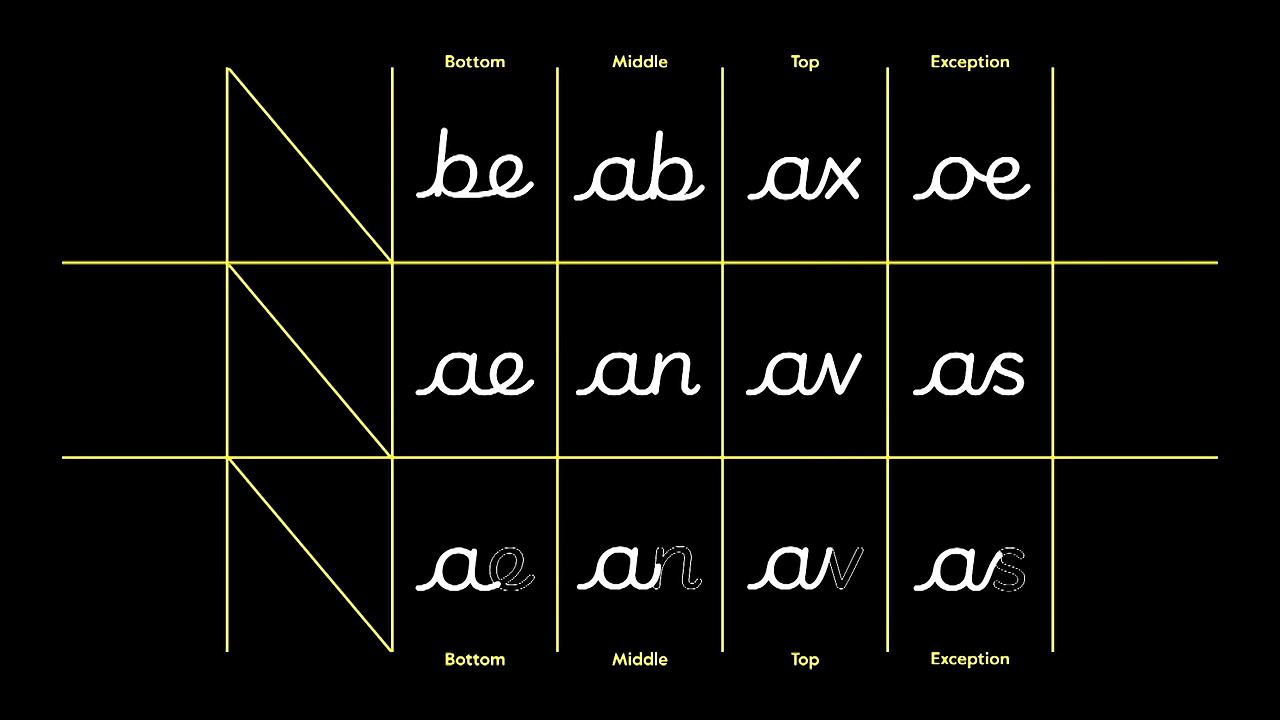 Bottom Middle Top Exception
be ab ax oe
ae an av as
ae an av as
Bottom Middle Top Exception